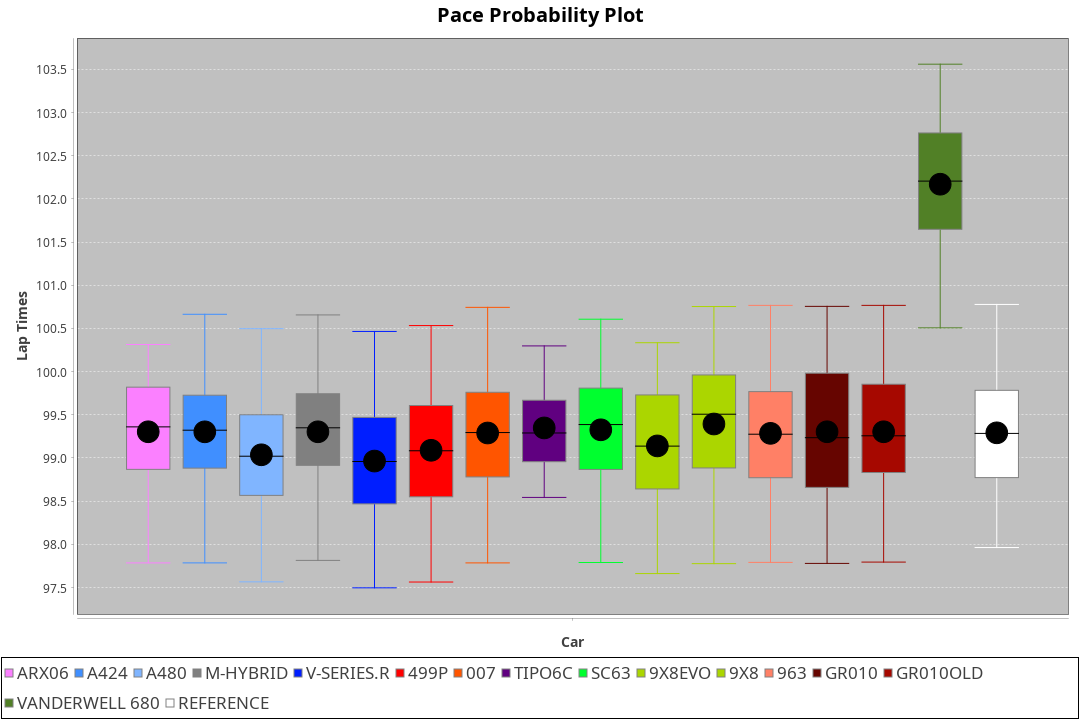 Pace Probability Plot
103.5
103.0
102.5
102.0
101.5
101.0
100.5
100.0
99.5
99.0
98.5
98.0
97.5
Lap Times
Car
ARX06 A424 A480 M-HYBRID V-SERIES.R 499P 007 TIPO6C SC63 9X8EVO 9X8 963 GR010 GR010OLD
VANDERWELL 680 REFERENCE